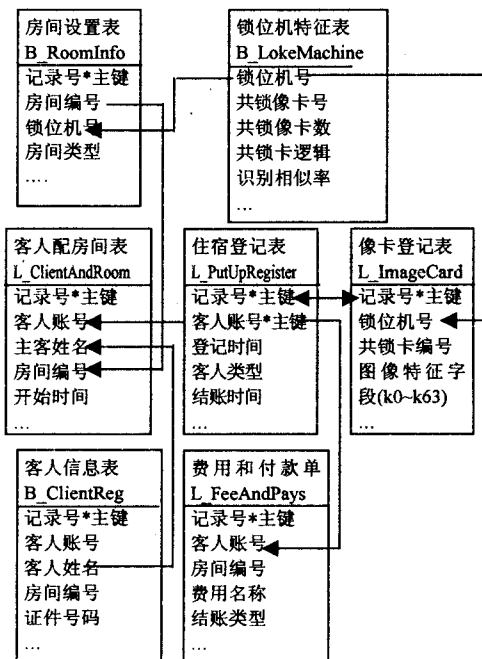 房间设置表
B_RoomInfo
记录号*主键
房间编号
锁位机号
房间类型
....
锁位机特征表
B_LokeMachine
锁位机号
共锁像卡号
共锁像卡数
共锁卡逻辑
识别相似率
...
客人配房间表
L_ClientAndRoom
记录号*主键
客人账号
主客姓名
房间编号
开始时间
...
住宿登记表
L_PutUpRegister
记录号*主键
客人账号*主键
登记时间
客人类型
结账时间
...
像卡登记表
L_ImageCard
记录号*主键
锁位机号
共锁卡编号
图像特征字
段(k0~k63)
...
客人信息表
B_ClientReg
记录号*主键
客人账号
客人姓名
房间编号
证件号码
...
费用和付款单
L_FeeAndPays
记录号*主键
客人账号
房间编号
费用名称
结账类型
...